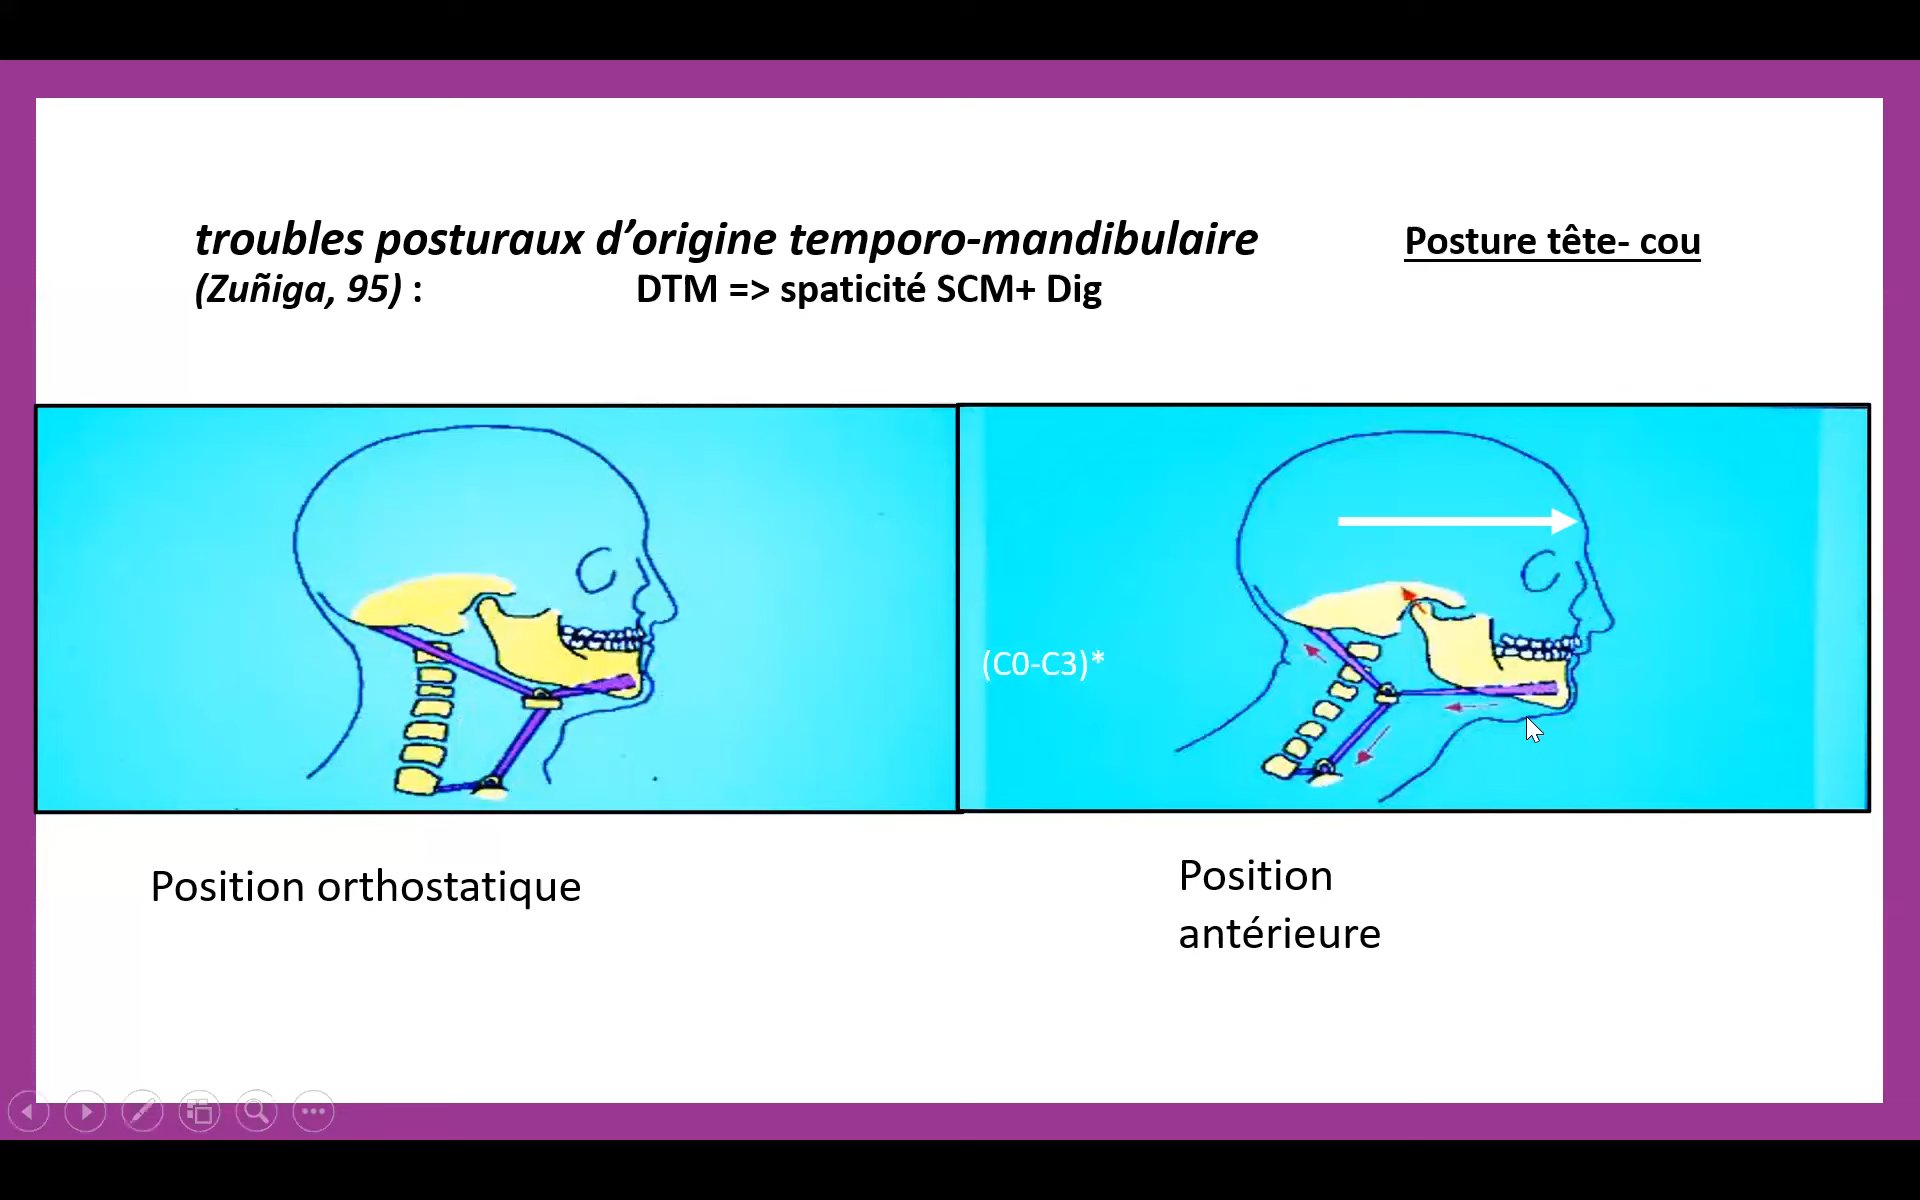 troubles posturaux d’origine temporo-mandibulaire
Posture tête- cou
(Zuñiga, 95) : DTM => spaticité SCM+ Dig
(C0-C3)*
Position orthostatique
Position
antérieure